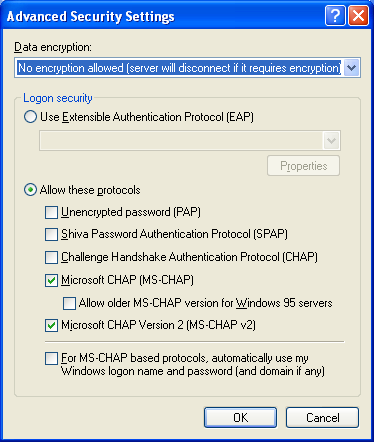 Advanced Security Settings
Data encryption:
No encryption allowed (server will disconnect if it requires encryption)
Logon security
Use Extensible Authentication Protocol (EAP)
Properties
Allow these protocols
Unencrypted password (PAP)
Shiva Password Authentication Protocol (SPAP)
Challenge Handshake Authentication Protocol (CHAP)
Microsoft CHAP (MS-CHAP)
Allow older MS-CHAP version for Windows 95 servers
Microsoft CHAP Version 2 (MS-CHAP v2)
For MS-CHAP based protocols, automatically use my
Windows logon name and password (and domain if any)
OK Cancel